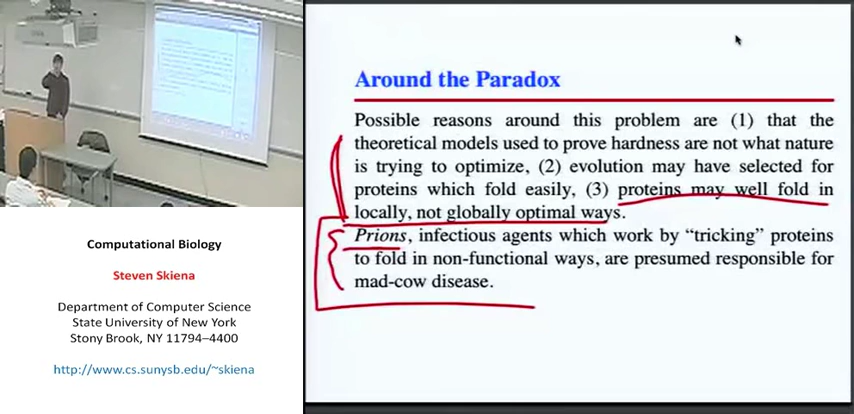 Around the Paradox
Possible reasons around this problem are (1) that the
theoretical models used to prove hardness are not what nature
is trying to optimize, (2) evolution may have selected for
proteins which fold easily, (3) proteins may well fold in
locally, not globally optimal ways.
Prions, infectious agents which work by “tricking” proteins
to fold in non-functional ways, are presumed responsible for
mad-cow disease.
Computational Biology
Steven Skiena
Department of Computer Science
State University of New York
Stony Brook, NY 11794–4400
http://www.cs.sunysb.edu/~skiena